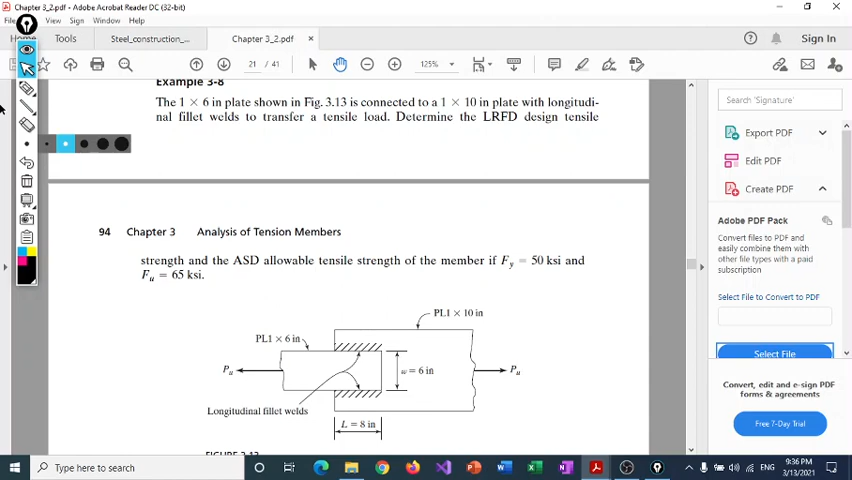 Chapter 3_2.pdf - Adobe Acrobat Reader DC (32-bit)
View Sign Window Help
Tools Steel_construction_... Chapter 3_2.pdf × Sign In
21 / 41 125%
Example 3-8
The 1 × 6 in plate shown in Fig. 3.13 is connected to a 1 × 10 in plate with longitudi-
nal fillet welds to transfer a tensile load. Determine the LRFD design tensile
94 Chapter 3 Analysis of Tension Members
strength and the ASD allowable tensile strength of the member if Fy = 50 ksi and
Fu = 65 ksi.
PL1 × 10 in
PL1 × 6 in
Pu
w = 6 in
Pu
Longitudinal fillet welds
L = 8 in
FIGURE 3.13
Search 'Signature'
Export PDF
Edit PDF
Create PDF
Adobe PDF Pack
Convert files to PDF and
easily combine them with
other file types with a paid
subscription
Select File to Convert to PDF
Select File
Convert, edit and e-sign PDF
forms & agreements
Free 7-Day Trial
Type here to search
ENG
9:36 PM
3/13/2021